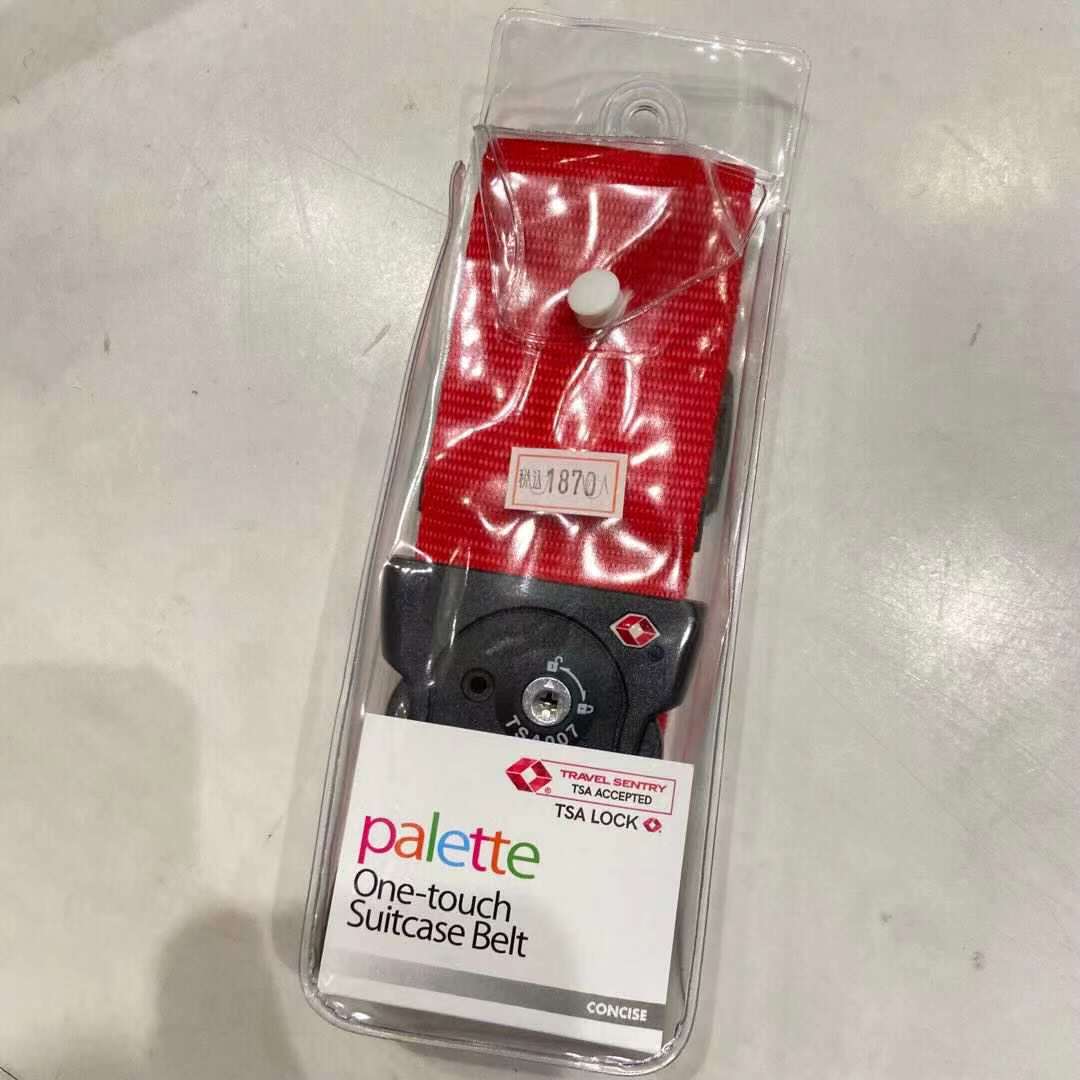 税込1870
TSA007
TRAVEL SENTRY
TSA ACCEPTED
TSA LOCK
palette
One-touch
Suitcase Belt
CONCISE